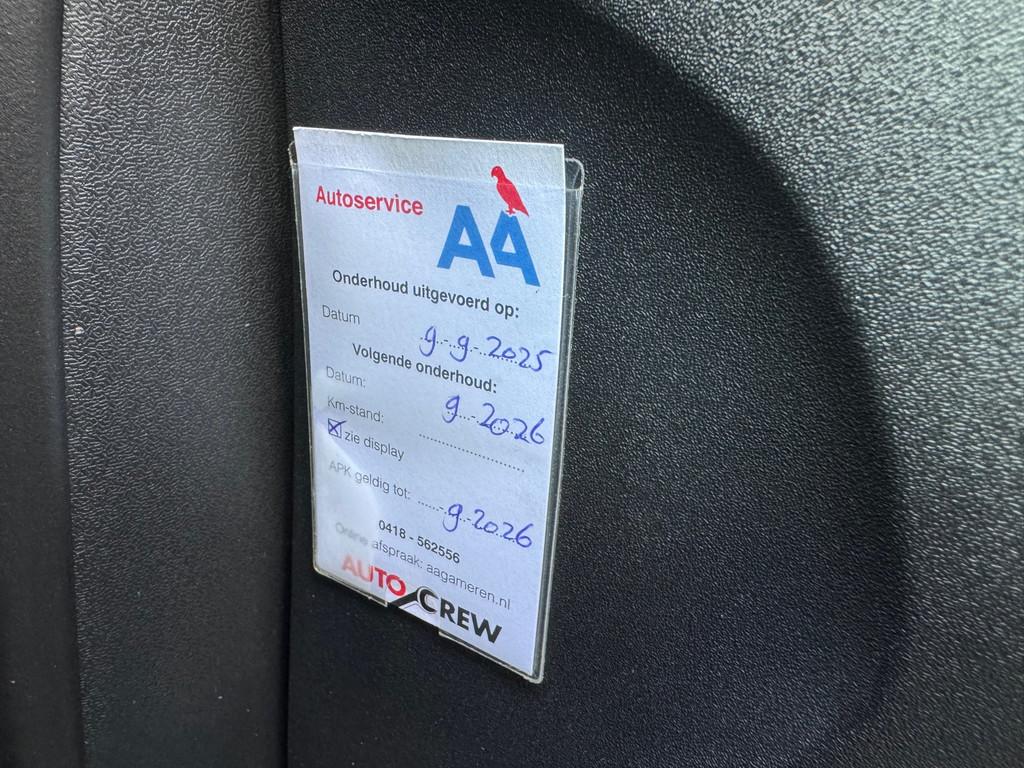 Autoservice
AA
Onderhoud uitgevoerd op:
Datum 9-9-2025
Volgende onderhoud:
Datum: 9-2026
Km-stand:
zie display
APK geldig tot: 9-2026
0418 - 562556
Online afspraak: aagameren.nl
AUTO CREW